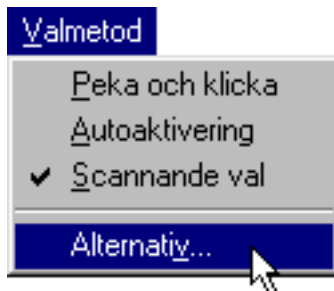 Valmetod
Peka och klicka
Autoaktivering
Scannande val
Alternativ...